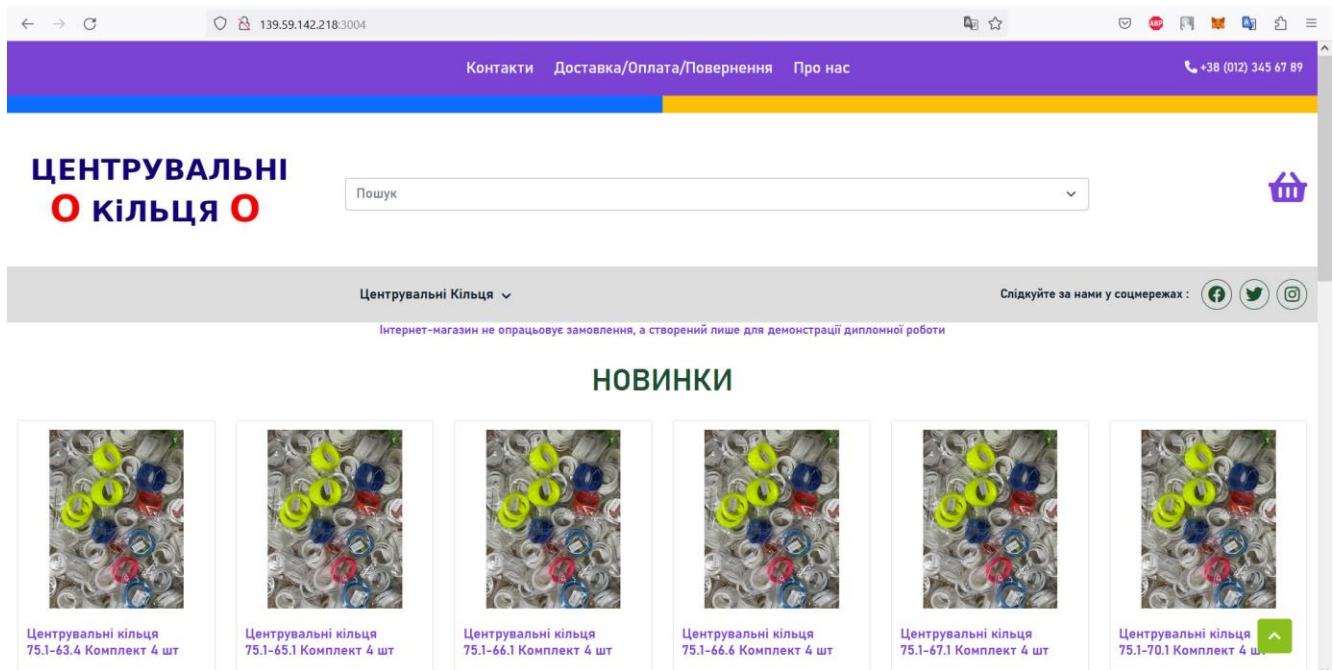 139.59.142.218:3004
Контакти Доставка/Оплата/Повернення Про нас
+38 (012) 345 67 89
ЦЕНТРУВАЛЬНІ
О КіЛЬЦЯ О
Пошук
Центрувальні Кільця
Слідкуйте за нами у соцмережах :
Інтернет-магазин не опрацьовує замовлення, а створений лише для демонстрації дипломної роботи
НОВИНКИ
Центрувальні кільця
75.1-63.4 Комплект 4 шт
Центрувальні кільця
75.1-65.1 Комплект 4 шт
Центрувальні кільця
75.1-66.1 Комплект 4 шт
Центрувальні кільця
75.1-66.6 Комплект 4 шт
Центрувальні кільця
75.1-67.1 Комплект 4 шт
Центрувальні кільця
75.1-70.1 Комплект 4